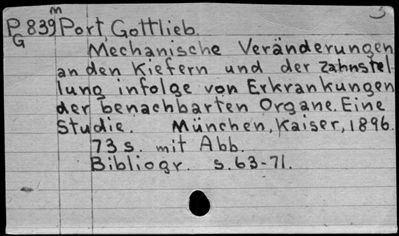 3
m
P 839 Port, Gottlieb.
G
Mechanische Veränderungen
an den Kiefern und der Zahnstel-
lung infolge von Erkrankungen
der benachbarten Organe. Eine
Studie. München, Kaiser, 1896.
73 s. mit Abb.
Bibliogr. s. 63-71.